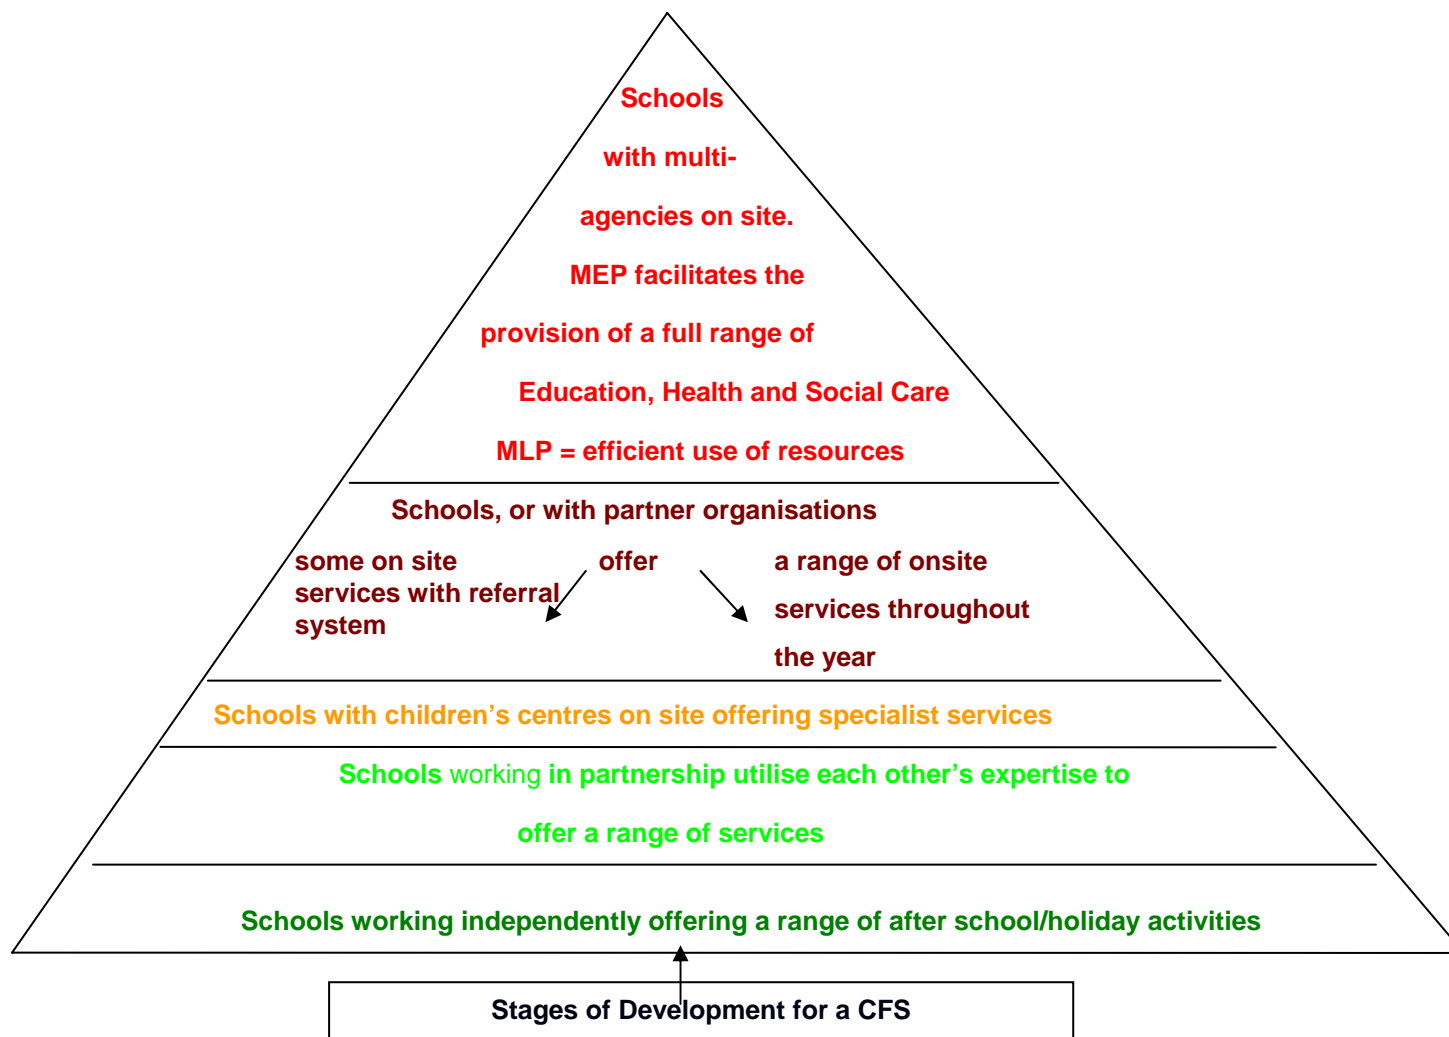 Schools
with multi-
agencies on site.
MEP facilitates the
provision of a full range of
Education, Health and Social Care
MLP = efficient use of resources
Schools, or with partner organisations
some on site
services with referral
system
offer
a range of onsite
services throughout
the year
Schools with children’s centres on site offering specialist services
Schools working in partnership utilise each other’s expertise to
offer a range of services
Schools working independently offering a range of after school/holiday activities
Stages of Development for a CFS